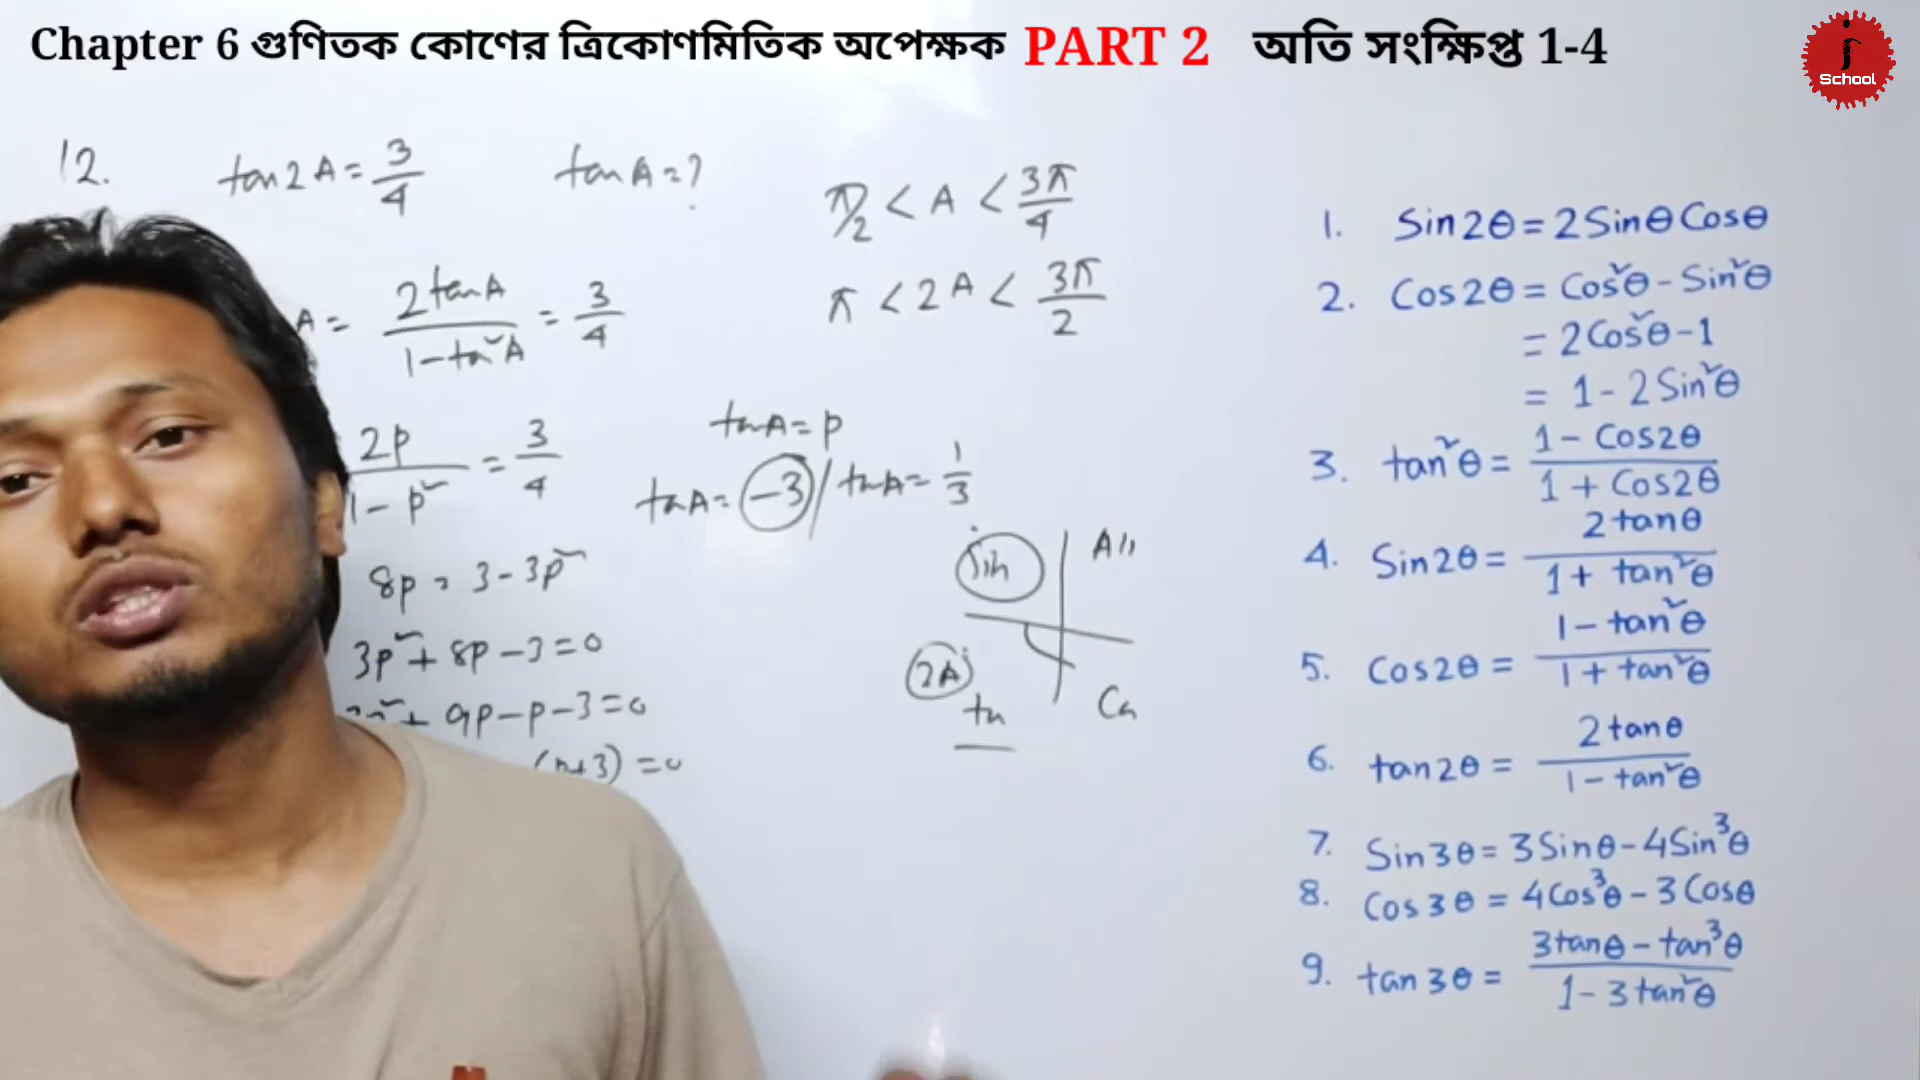 Chapter 6 গুণিতক কোণের ত্রিকোণমিতিক অপেক্ষক PART 2 অতি সংক্ষিপ্ত 1-4
School
12. tan2A = 3/4 tanA = ?
A = 2tanA / 1-tan²A = 3/4
2p / 1-p² = 3/4
8p = 3-3p²
3p²+8p-3=0
+ 9p-p-3=0
(p+3) =0
π/2 < A < 3π/4
π < 2A < 3π/2
tanA = p
tanA = -3 / tanA = 1/3
Sin All
2A
tan Cos
1. Sin2θ = 2SinθCosθ
2. Cos2θ = Cos²θ - Sin²θ
= 2Cos²θ-1
= 1-2Sin²θ
3. tan²θ = 1-Cos2θ / 1+Cos2θ
4. Sin2θ = 2tanθ / 1+tan²θ
5. Cos2θ = 1-tan²θ / 1+tan²θ
6. tan2θ = 2tanθ / 1-tan²θ
7. Sin3θ = 3Sinθ-4Sin³θ
8. Cos3θ = 4Cos³θ-3Cosθ
9. tan3θ = 3tanθ-tan³θ / 1-3tan²θ